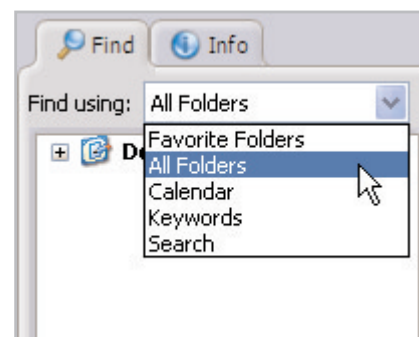 Find Info
Find using: All Folders
Favorite Folders
All Folders
Calendar
Keywords
Search